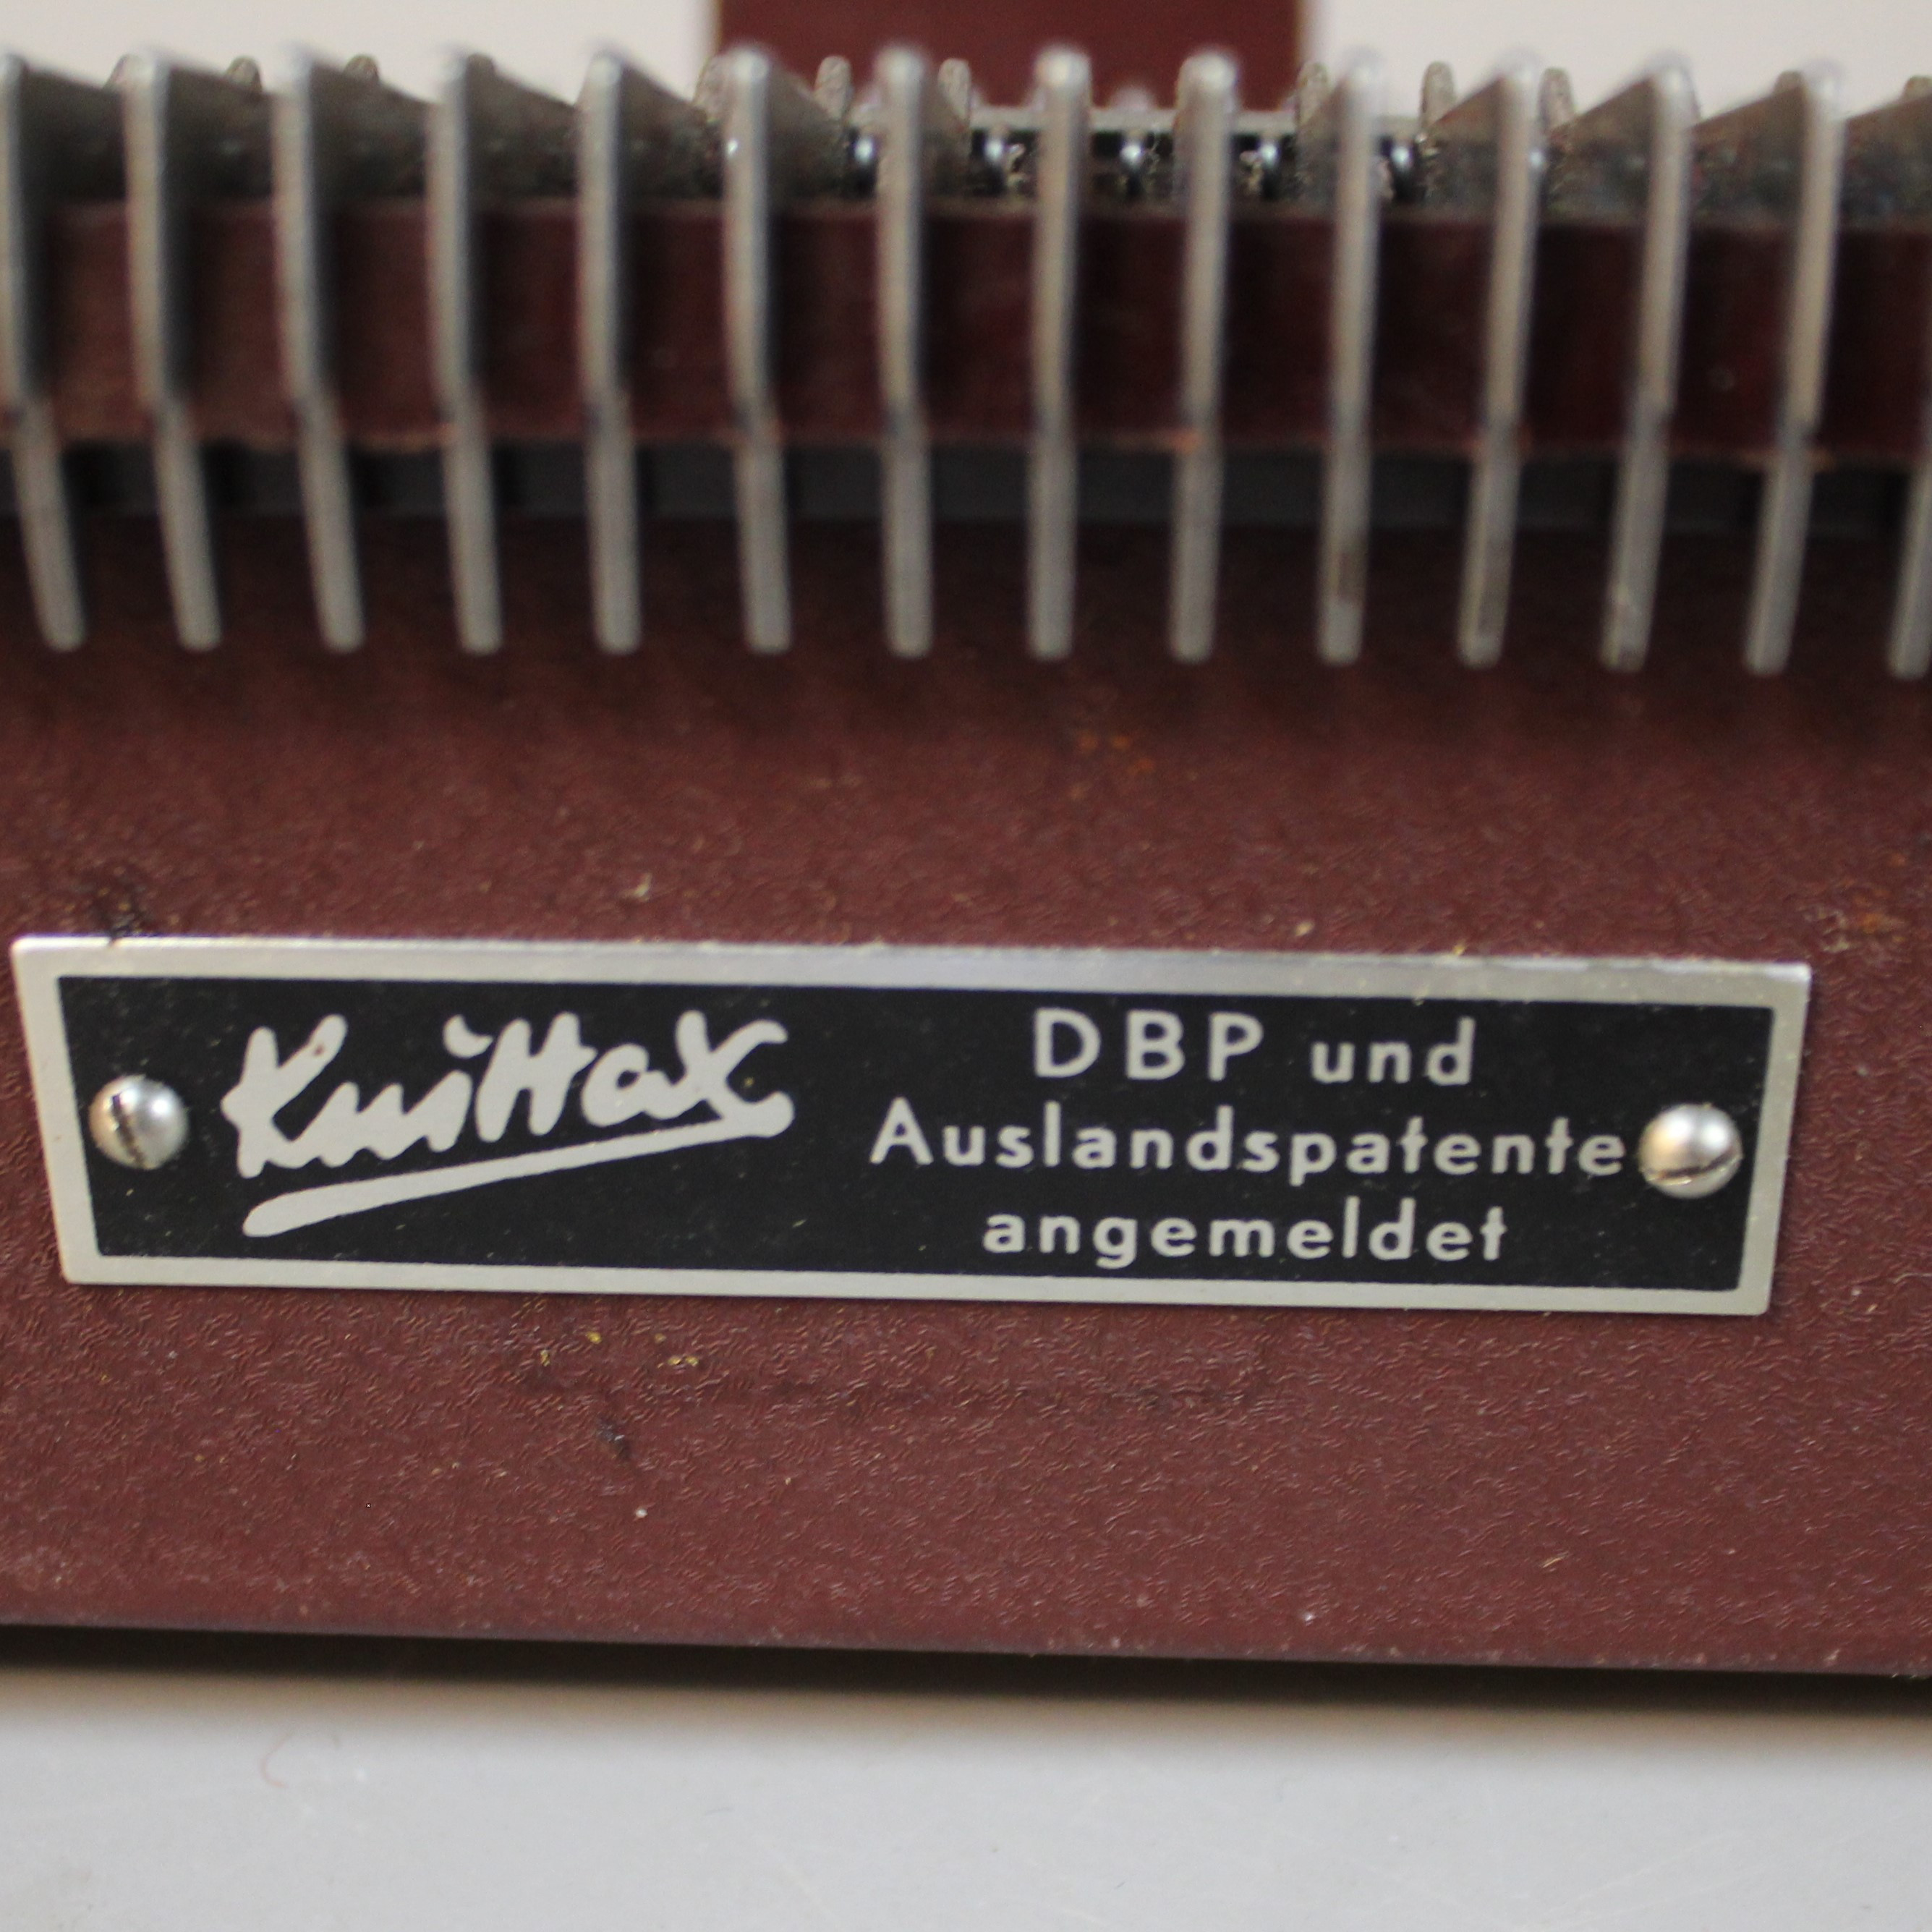 Knittax
DBP und
Auslandspatente
angemeldet